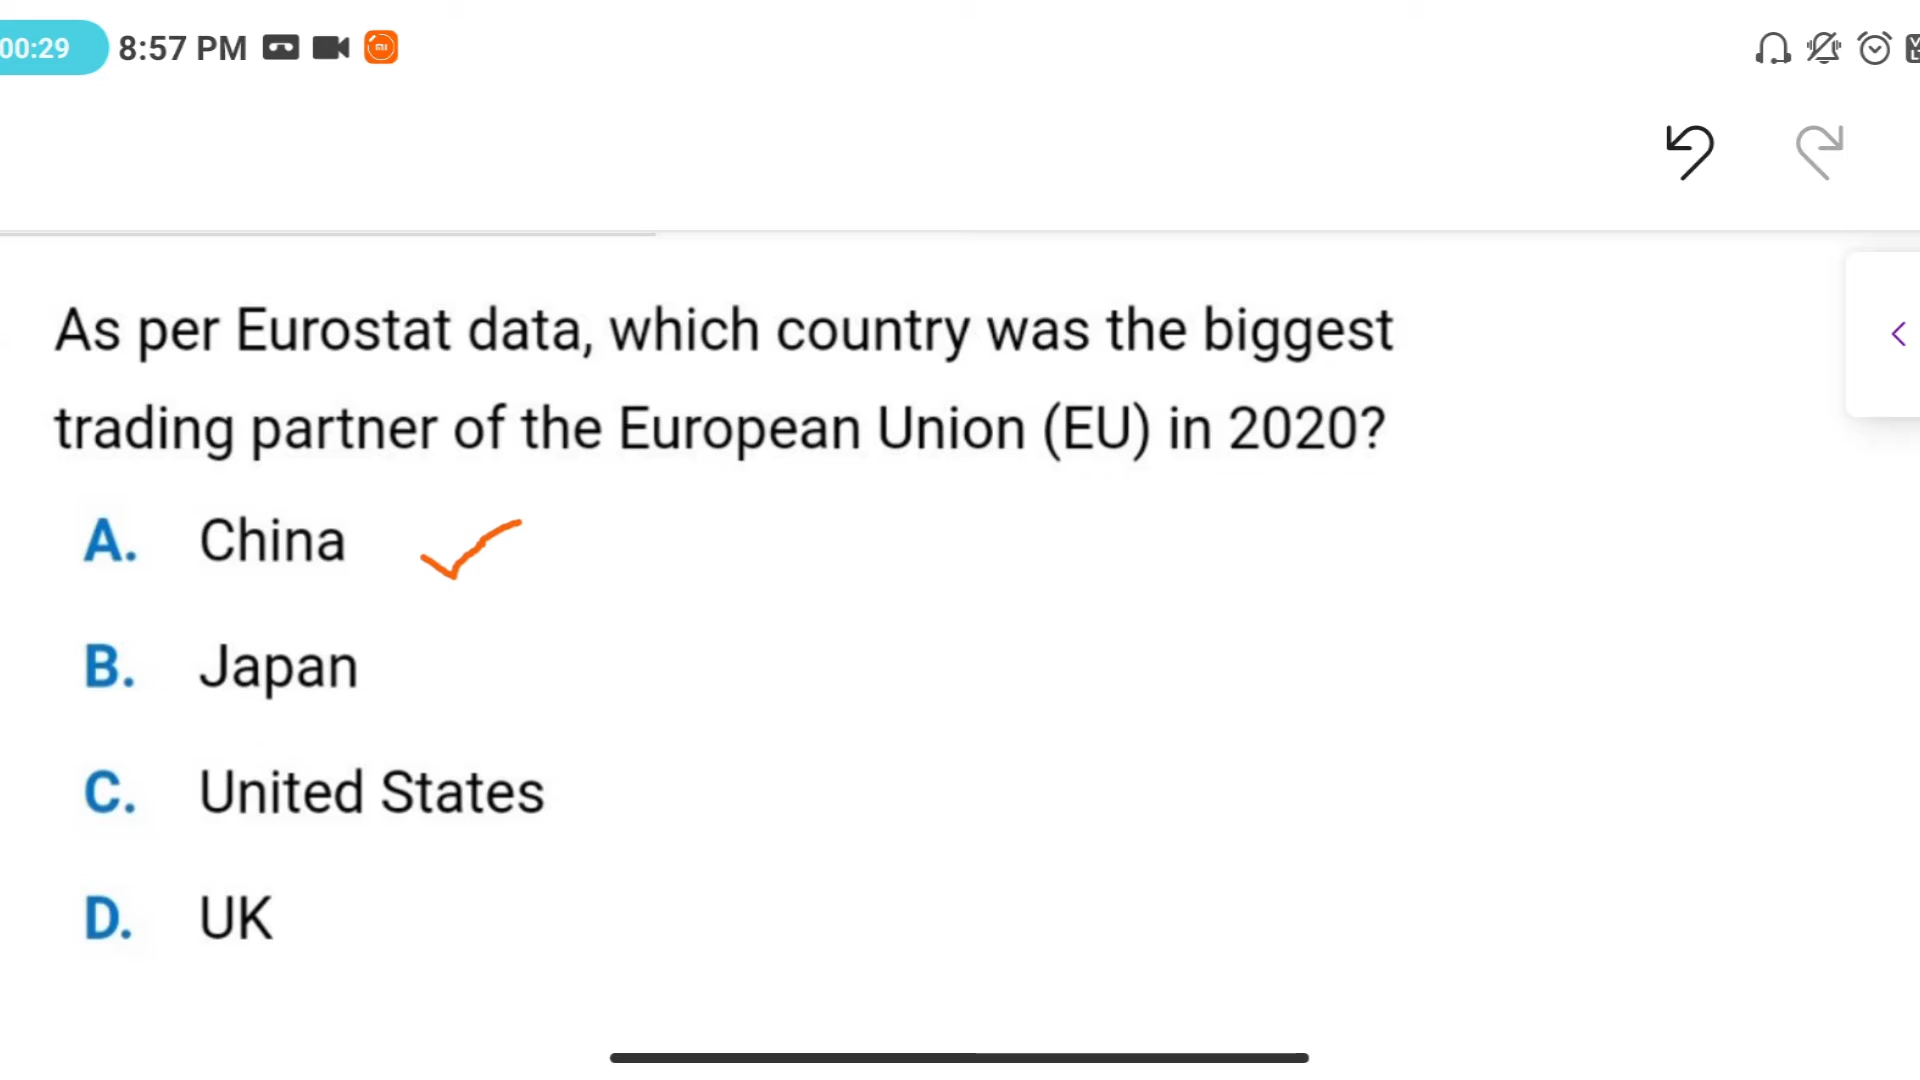 00:29 8:57 PM
As per Eurostat data, which country was the biggest
trading partner of the European Union (EU) in 2020?
A. China
B. Japan
C. United States
D. UK